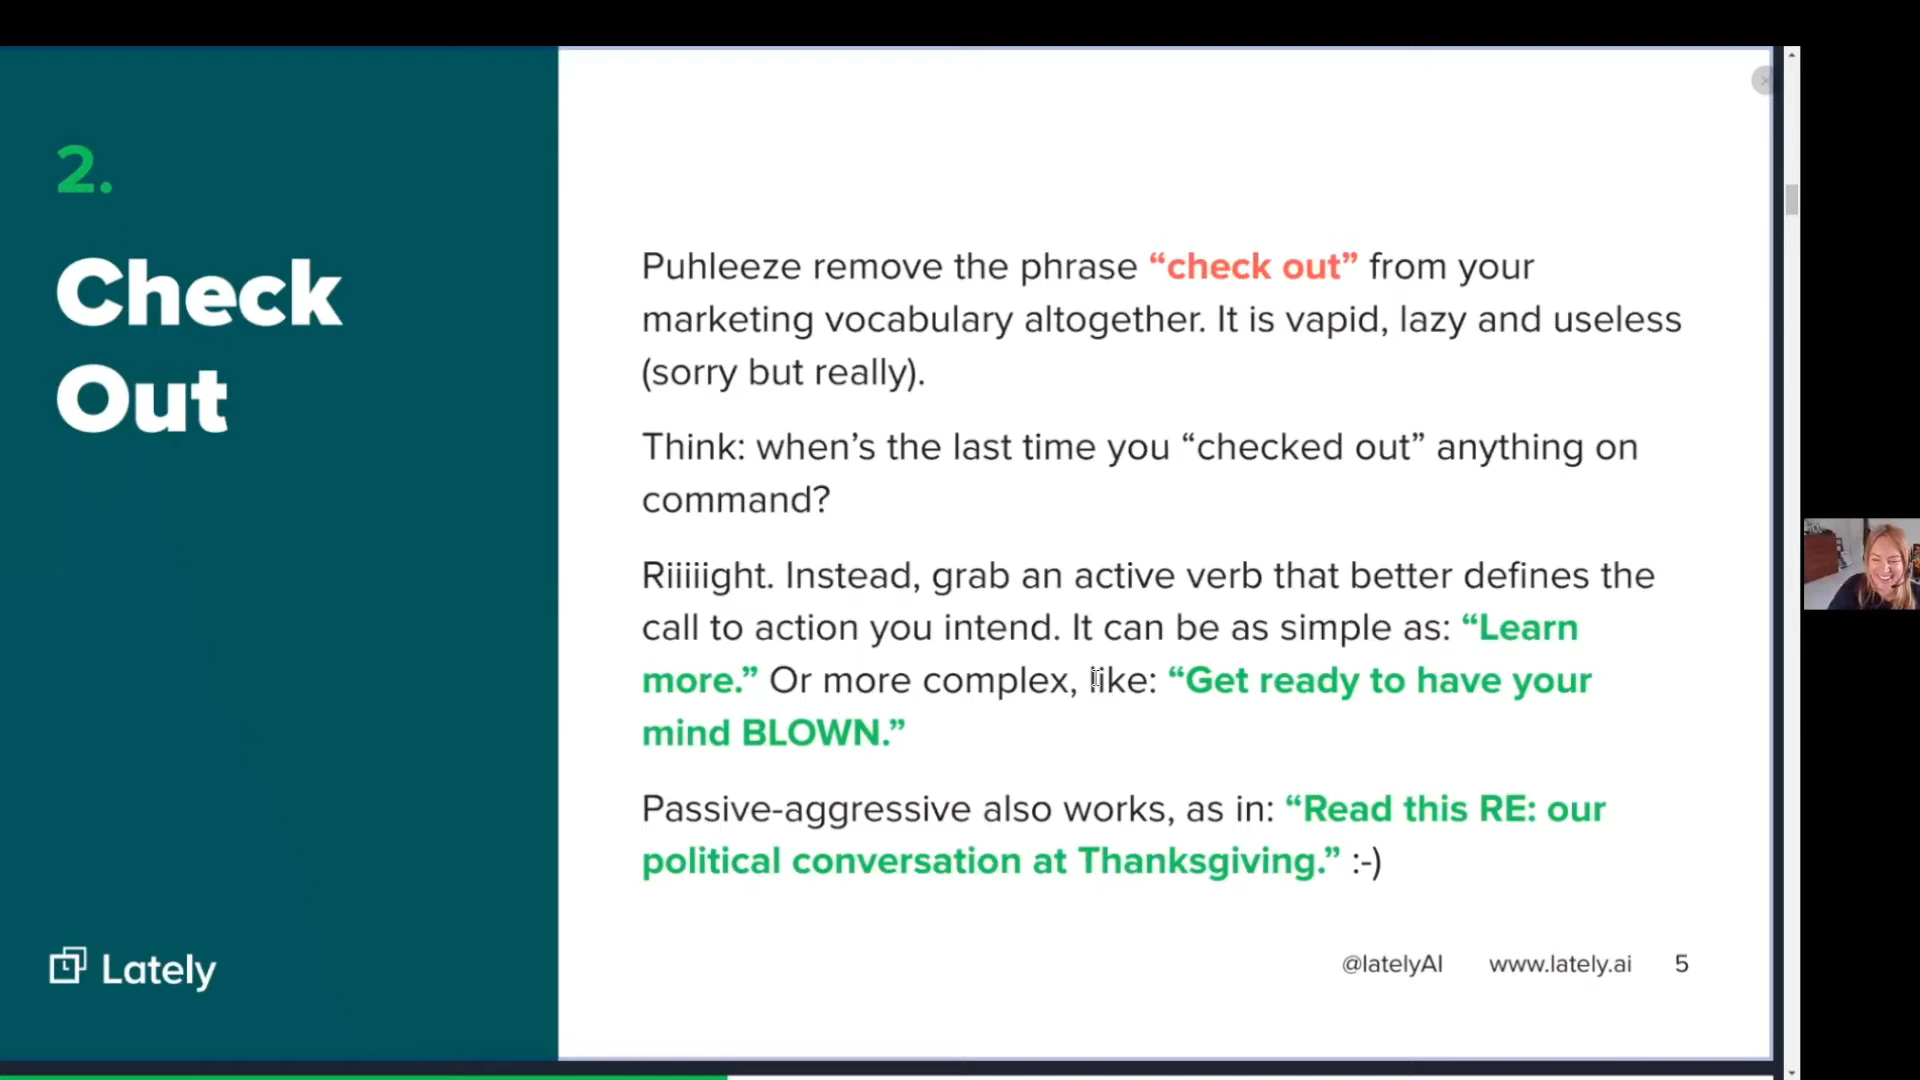 2.
Check
Out
Puhleeze remove the phrase “check out” from your
marketing vocabulary altogether. It is vapid, lazy and useless
(sorry but really).
Think: when’s the last time you “checked out” anything on
command?
Riiiiight. Instead, grab an active verb that better defines the
call to action you intend. It can be as simple as: “Learn
more.” Or more complex, like: “Get ready to have your
mind BLOWN.”
Passive-aggressive also works, as in: “Read this RE: our
political conversation at Thanksgiving.” :-)
Lately
@latelyAI www.lately.ai 5